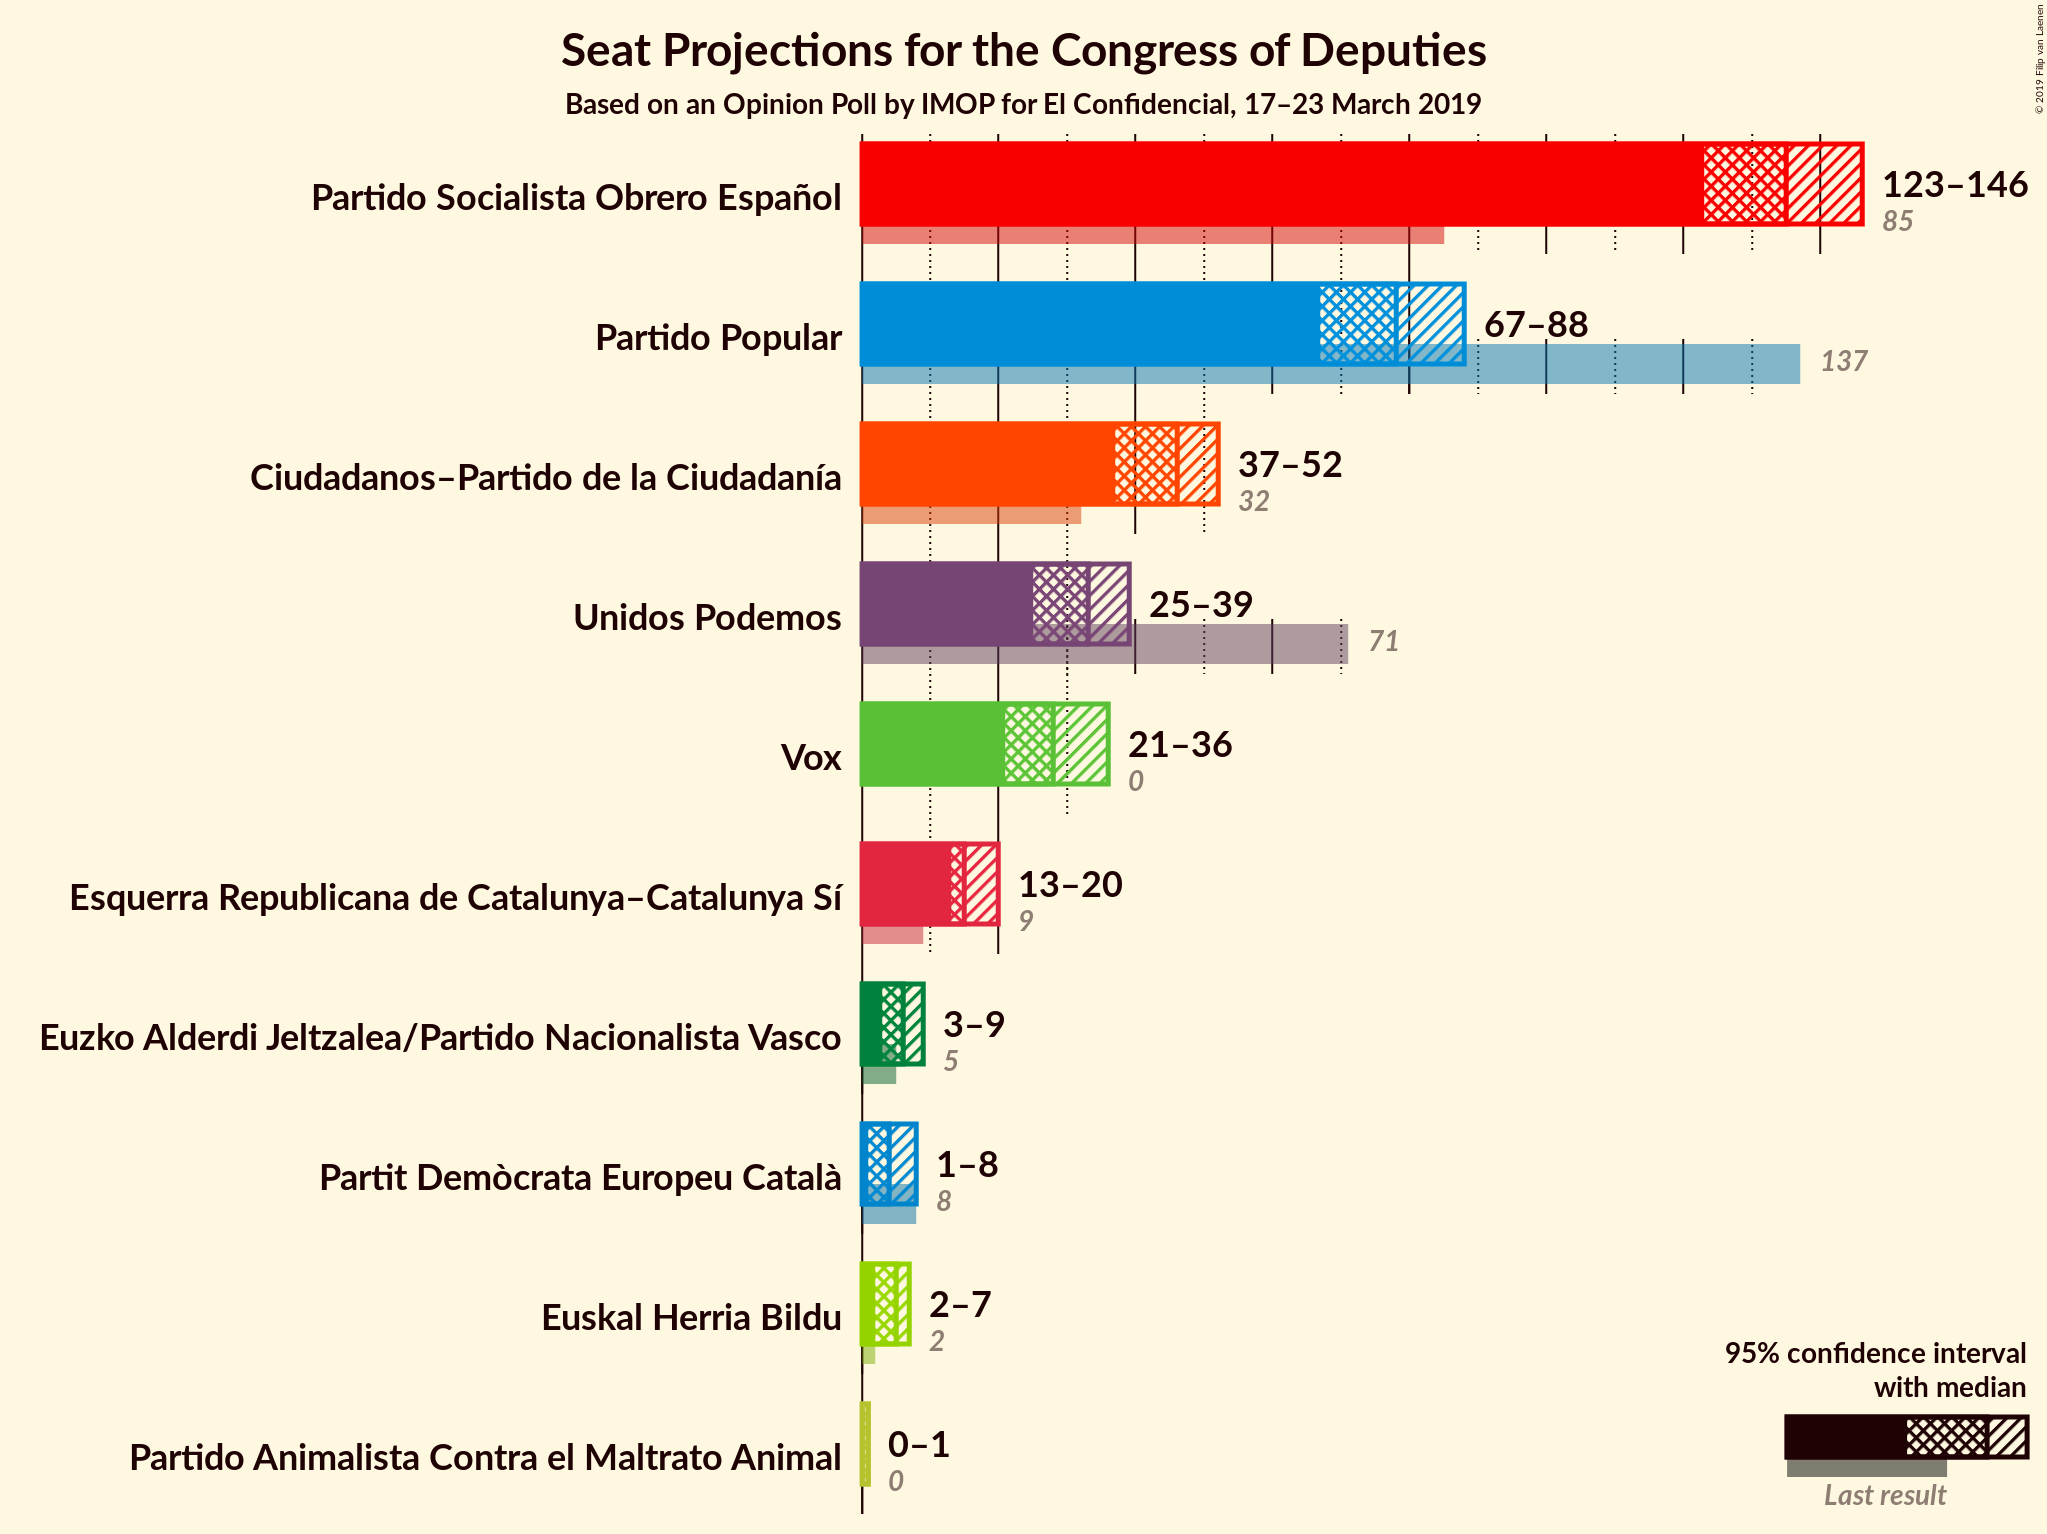 Seat Projections for the Congress of Deputies
Based on an Opinion Poll by IMOP for El Confidencial, 17–23 March 2019
© 2019 Filip van Laenen
Partido Socialista Obrero Español
123–146
85
Partido Popular
67–88
137
Ciudadanos–Partido de la Ciudadanía
37–52
32
Unidos Podemos
25–39
71
Vox
21–36
0
Esquerra Republicana de Catalunya–Catalunya Sí
13–20
9
Euzko Alderdi Jeltzalea/Partido Nacionalista Vasco
3–9
5
Partit Demòcrata Europeu Català
1–8
8
Euskal Herria Bildu
2–7
2
Partido Animalista Contra el Maltrato Animal
0–1
0
95% confidence interval
with median
Last result